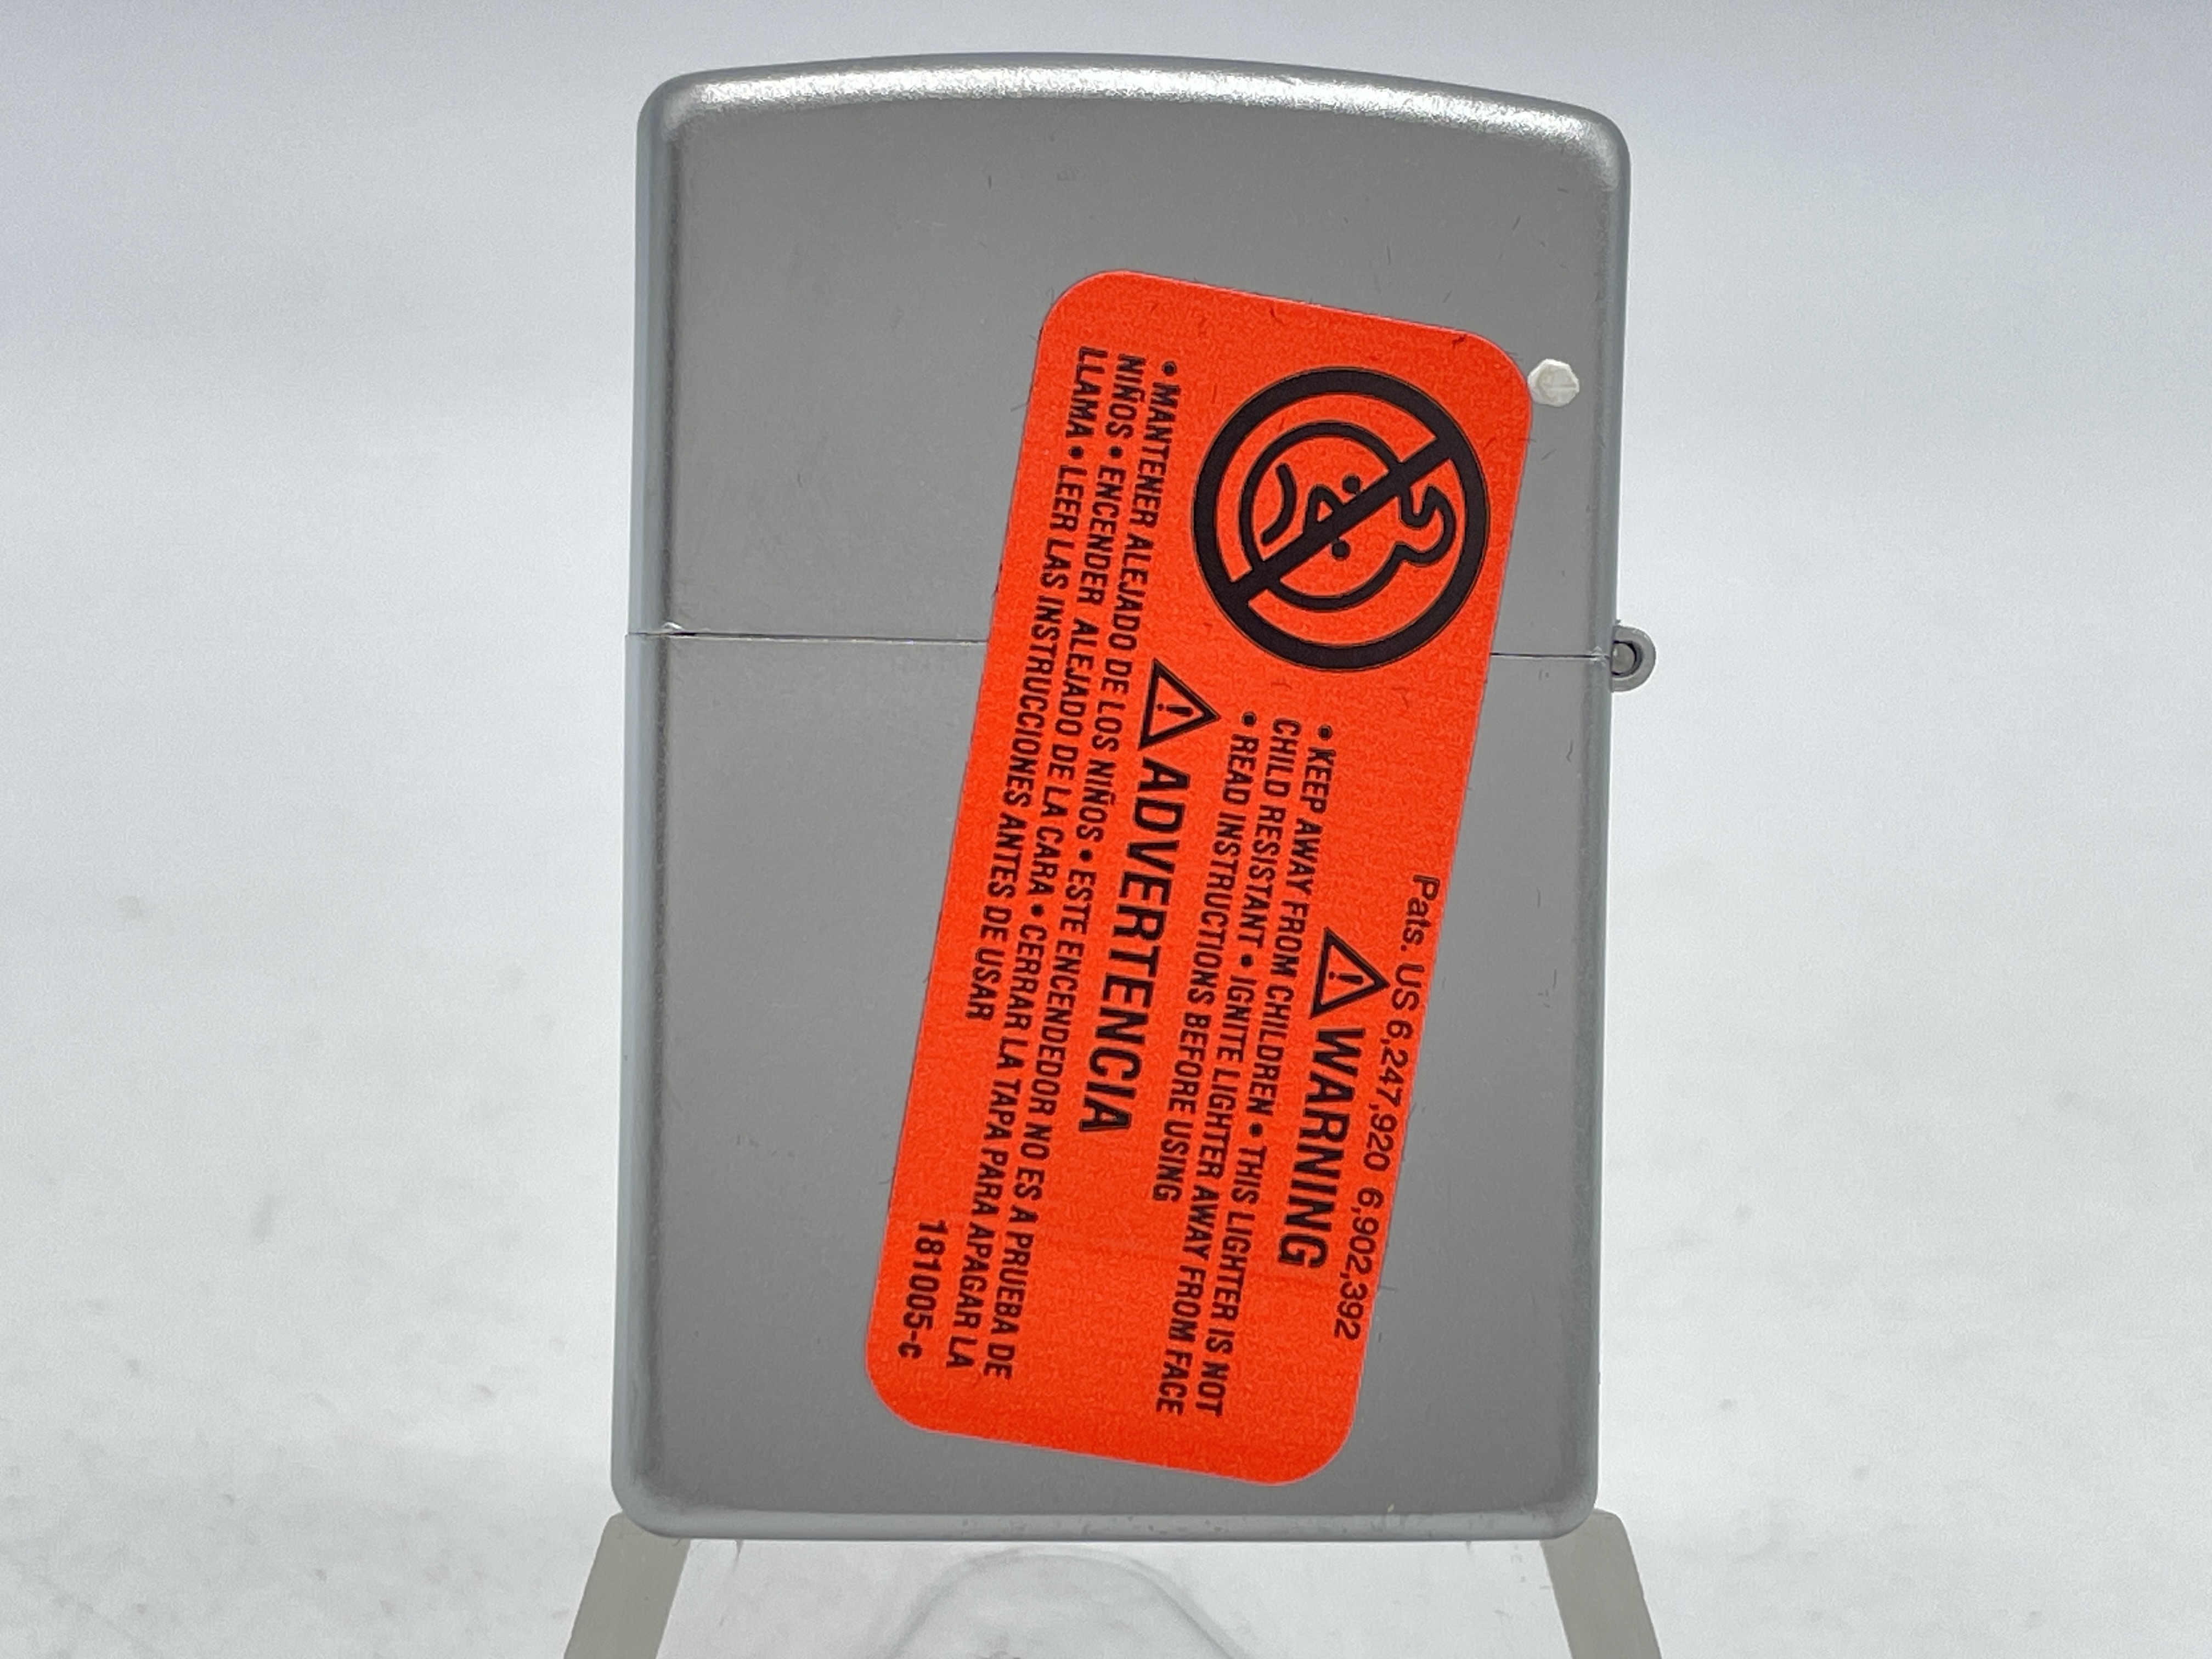 Pats. US 6,247,920 6,902,392
WARNING
• KEEP AWAY FROM CHILDREN • THIS LIGHTER IS NOT
CHILD RESISTANT • IGNITE LIGHTER AWAY FROM FACE
• READ INSTRUCTIONS BEFORE USING
ADVERTENCIA
• MANTENER ALEJADO DE LOS NIÑOS • ESTE ENCENDEDOR NO ES A PRUEBA DE
NIÑOS • ENCENDER ALEJADO DE LA CARA • CERRAR LA TAPA PARA APAGAR LA
LLAMA • LEER LAS INSTRUCCIONES ANTES DE USAR
181005-c